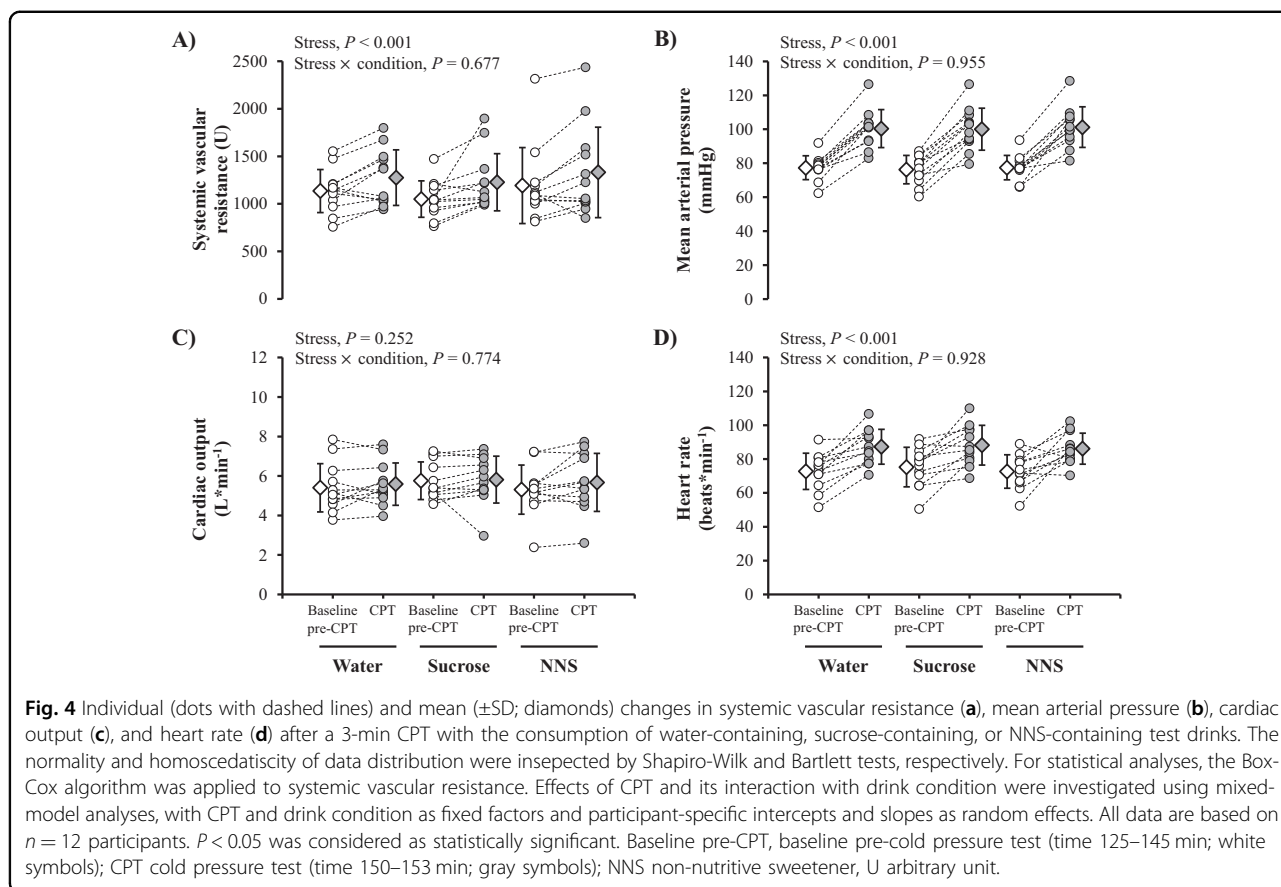 A)
Stress, P < 0.001
Stress × condition, P = 0.677
Systemic vascular
resistance (U)
2500
2000
1500
1000
500
0
B)
Stress, P < 0.001
Stress × condition, P = 0.955
Mean arterial pressure
(mmHg)
140
120
100
80
60
40
20
0
C)
Stress, P = 0.252
Stress × condition, P = 0.774
Cardiac output
(L*min⁻¹)
12
10
8
6
4
2
0
Baseline pre-CPT
CPT
Baseline pre-CPT
CPT
Baseline pre-CPT
CPT
Water
Sucrose
NNS
D)
Stress, P < 0.001
Stress × condition, P = 0.928
Heart rate
(beats*min⁻¹)
140
120
100
80
60
40
20
0
Baseline pre-CPT
CPT
Baseline pre-CPT
CPT
Baseline pre-CPT
CPT
Water
Sucrose
NNS
Fig. 4 Individual (dots with dashed lines) and mean (±SD; diamonds) changes in systemic vascular resistance (a), mean arterial pressure (b), cardiac
output (c), and heart rate (d) after a 3-min CPT with the consumption of water-containing, sucrose-containing, or NNS-containing test drinks. The
normality and homoscedatiscity of data distribution were insepected by Shapiro-Wilk and Bartlett tests, respectively. For statistical analyses, the Box-
Cox algorithm was applied to systemic vascular resistance. Effects of CPT and its interaction with drink condition were investigated using mixed-
model analyses, with CPT and drink condition as fixed factors and participant-specific intercepts and slopes as random effects. All data are based on
n = 12 participants. P < 0.05 was considered as statistically significant. Baseline pre-CPT, baseline pre-cold pressure test (time 125–145 min; white
symbols); CPT cold pressure test (time 150–153 min; gray symbols); NNS non-nutritive sweetener, U arbitrary unit.